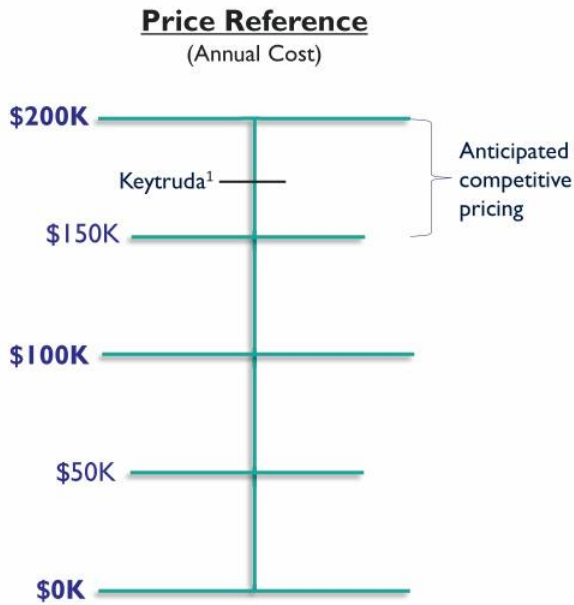 Price Reference
(Annual Cost)
$200K
Keytruda¹
Anticipated
competitive
pricing
$150K
$100K
$50K
$0K